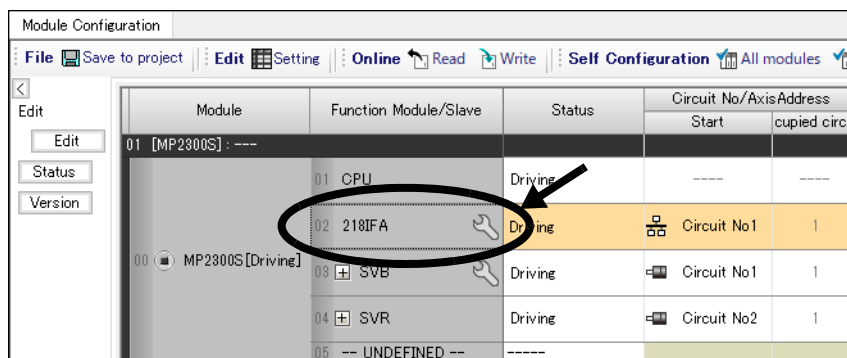 Module Configuration
File Save to project Edit Setting Online Read Write Self Configuration All modules
Edit
Edit
Status
Version
Module Function Module/Slave Status Circuit No/AxisAddress
Start cupied circ
01 [MP2300S] : ---
01 CPU Driving ---- ----
02 218IFA Driving Circuit No1 1
00 MP2300S[Driving]
03 + SVB Driving Circuit No1 1
04 + SVR Driving Circuit No2 1
05 -- UNDEFINED -- -----